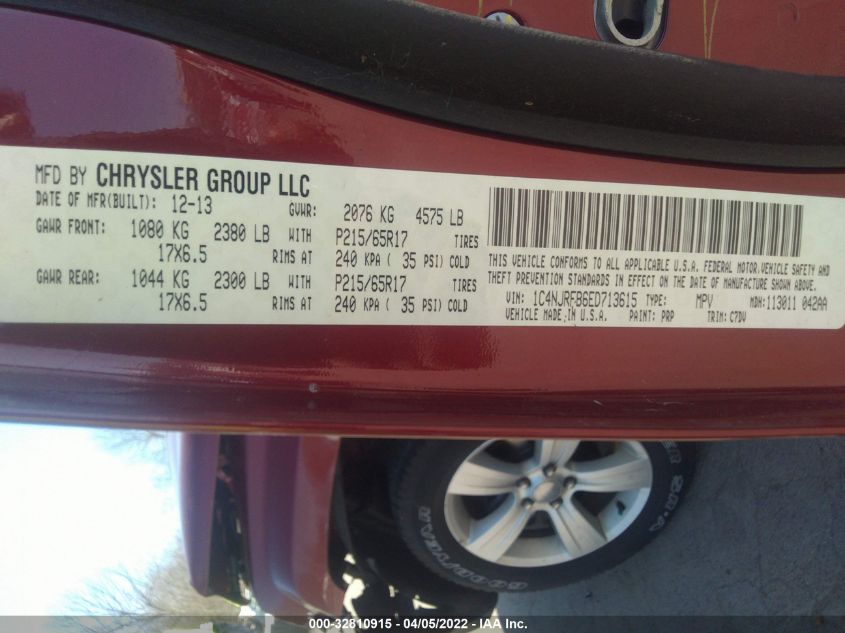 MFD BY CHRYSLER GROUP LLC
DATE OF MFR(BUILT): 12-13 GVWR: 2076 KG 4575 LB
GAWR FRONT: 1080 KG 2380 LB WITH P215/65R17 TIRES
17X6.5 RIMS AT 240 KPA ( 35 PSI) COLD
GAWR REAR: 1044 KG 2300 LB WITH P215/65R17 TIRES
17X6.5 RIMS AT 240 KPA ( 35 PSI) COLD
THIS VEHICLE CONFORMS TO ALL APPLICABLE U.S.A. FEDERAL MOTOR VEHICLE SAFETY AND
THEFT PREVENTION STANDARDS IN EFFECT ON THE DATE OF MANUFACTURE SHOWN ABOVE.
VIN: 1C4NJRFB6ED713615 TYPE: MPV MDH:113011 042AA
VEHICLE MADE IN U.S.A. PAINT: PRP TRIM: C7DV
GOODYEAR
000-32810915 - 04/05/2022 - IAA Inc.